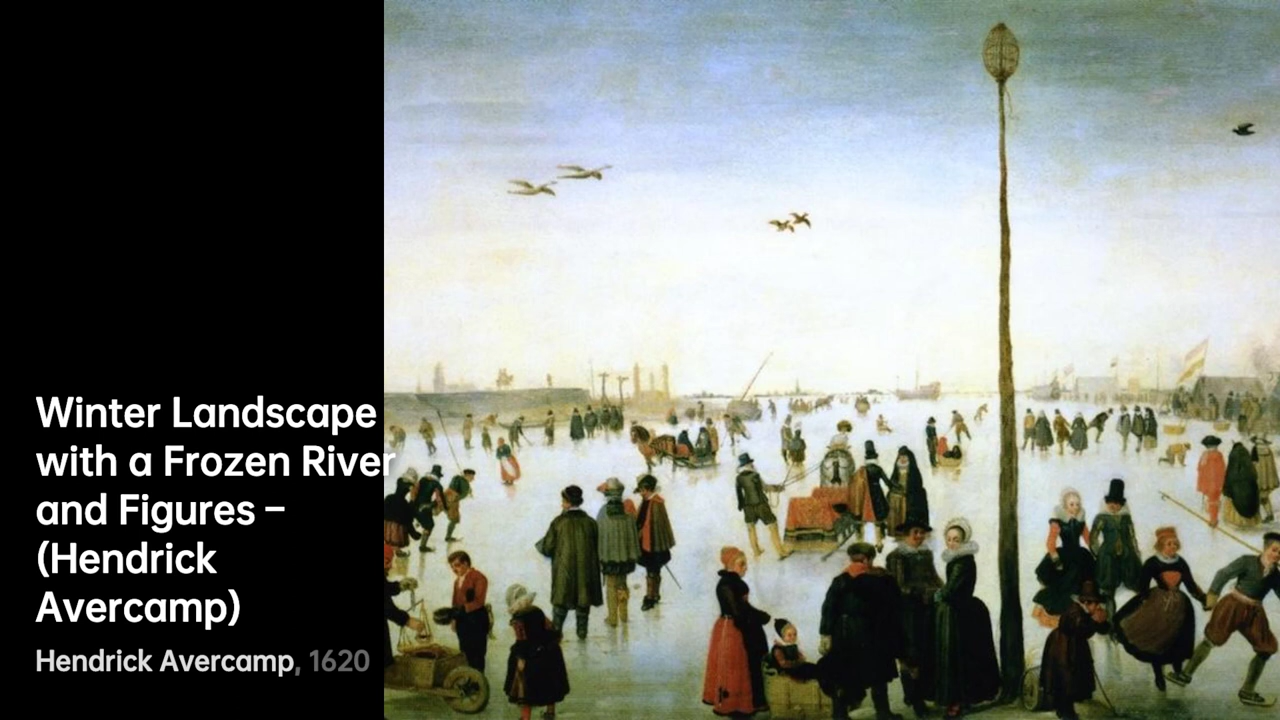 Winter Landscape
with a Frozen River
and Figures –
(Hendrick
Avercamp)
Hendrick Avercamp, 1620